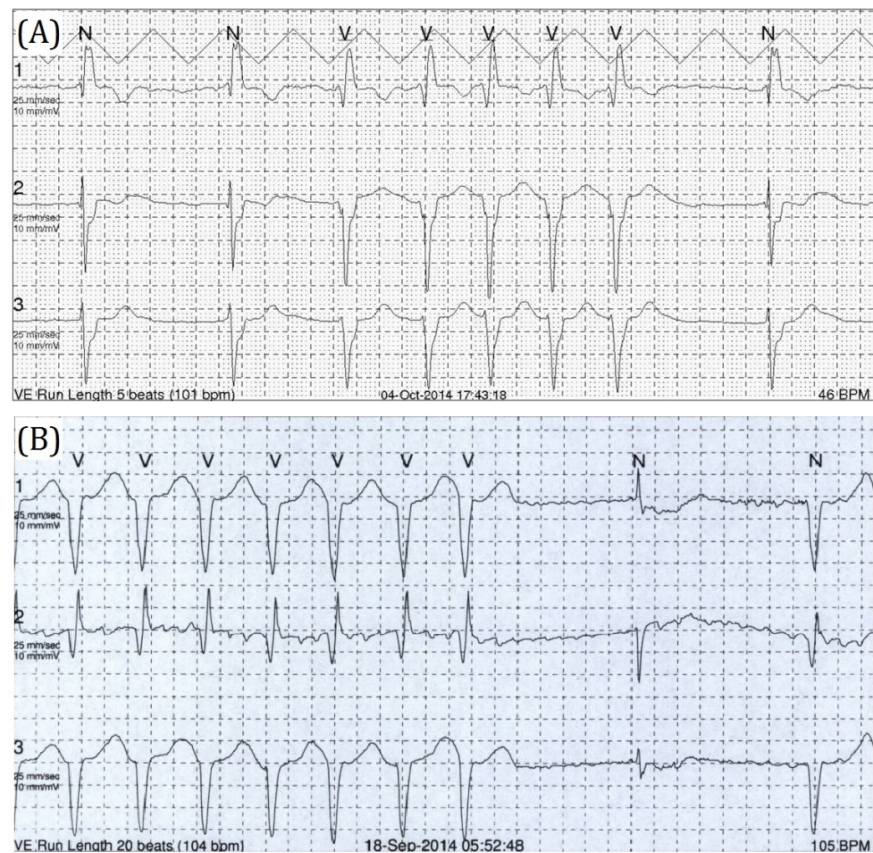 (A)
N N V V V V V N
1
25 mm/sec
10 mm/mV
2
25 mm/sec
10 mm/mV
3
25 mm/sec
10 mm/mV
VE Run Length 5 beats (101 bpm) 04-Oct-2014 17:43:18 46 BPM
(B)
V V V V V V V N N
1
25 mm/sec
10 mm/mV
2
25 mm/sec
10 mm/mV
3
25 mm/sec
10 mm/mV
VE Run Length 20 beats (104 bpm) 18-Sep-2014 05:52:48 105 BPM